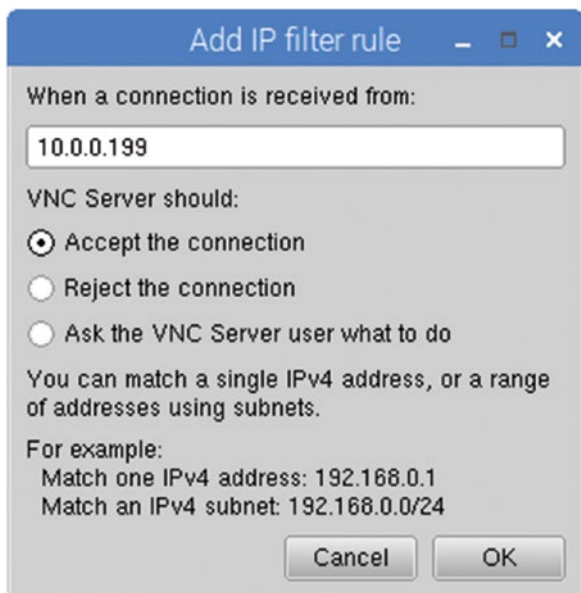 Add IP filter rule
When a connection is received from:
10.0.0.199
VNC Server should:
Accept the connection
Reject the connection
Ask the VNC Server user what to do
You can match a single IPv4 address, or a range
of addresses using subnets.
For example:
Match one IPv4 address: 192.168.0.1
Match an IPv4 subnet: 192.168.0.0/24
Cancel OK